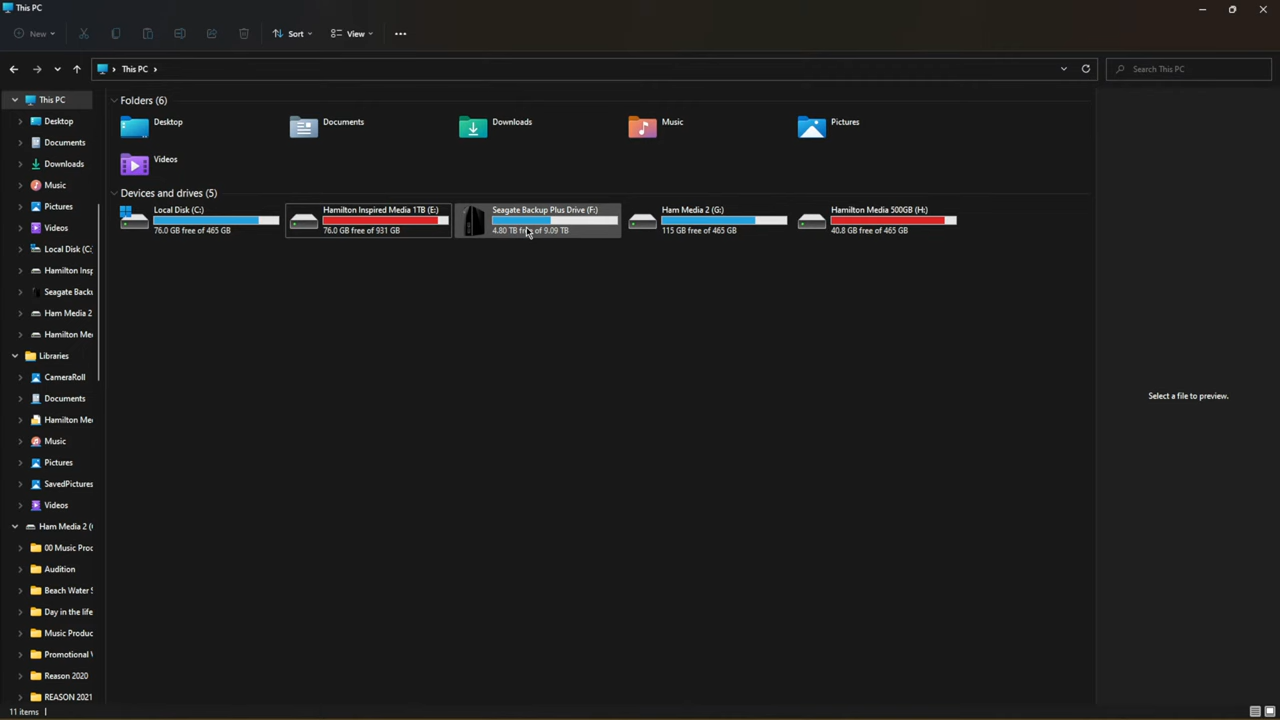 This PC
New
Sort
View
This PC
Search This PC
This PC
Desktop
Documents
Downloads
Music
Pictures
Videos
Local Disk (C:
Hamilton Insp
Seagate Backu
Ham Media 2
Hamilton Me
Libraries
CameraRoll
Documents
Hamilton Me
Music
Pictures
SavedPictures
Videos
Ham Media 2 (
00 Music Proc
Audition
Beach Water S
Day in the life
Music Produc
Promotional V
Reason 2020
REASON 2021
Folders (6)
Desktop
Documents
Downloads
Music
Pictures
Videos
Devices and drives (5)
Local Disk (C:)
76.0 GB free of 465 GB
Hamilton Inspired Media 1TB (E:)
76.0 GB free of 931 GB
Seagate Backup Plus Drive (F:)
4.80 TB free of 9.09 TB
Ham Media 2 (G:)
115 GB free of 465 GB
Hamilton Media 500GB (H:)
40.8 GB free of 465 GB
Select a file to preview.
11 items